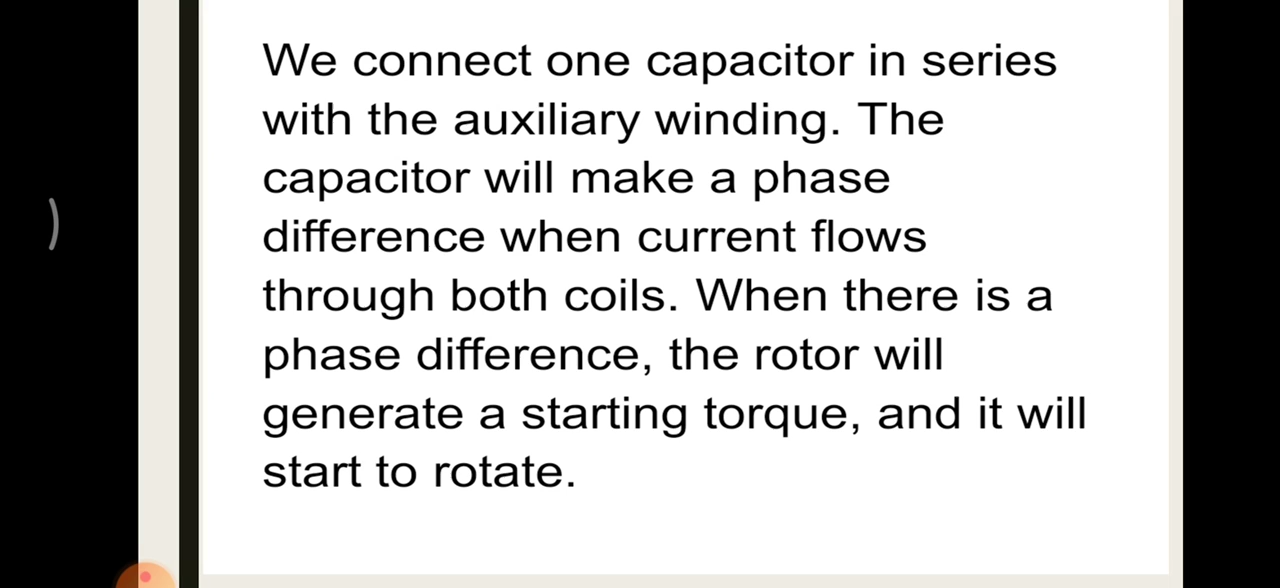 We connect one capacitor in series
with the auxiliary winding. The
capacitor will make a phase
difference when current flows
through both coils. When there is a
phase difference, the rotor will
generate a starting torque, and it will
start to rotate.